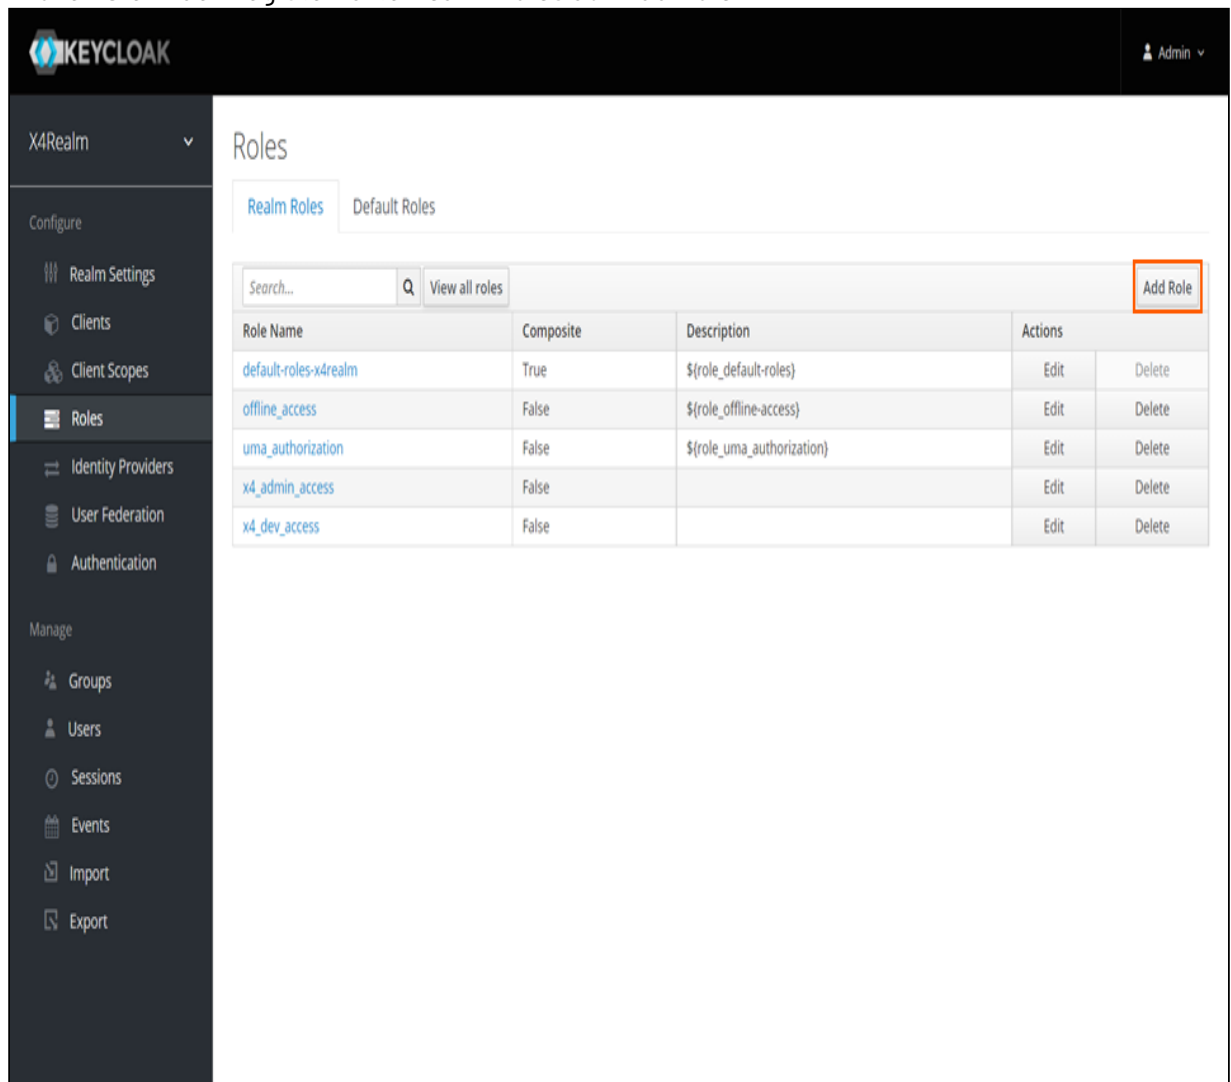 KEYCLOAK
Admin
X4Realm
Roles
Realm Roles Default Roles
Configure
Realm Settings
Clients
Client Scopes
Roles
Identity Providers
User Federation
Authentication
Manage
Groups
Users
Sessions
Events
Import
Export
Search... View all roles Add Role
Role Name Composite Description Actions
default-roles-x4realm True ${role_default-roles} Edit Delete
offline_access False ${role_offline-access} Edit Delete
uma_authorization False ${role_uma_authorization} Edit Delete
x4_admin_access False Edit Delete
x4_dev_access False Edit Delete